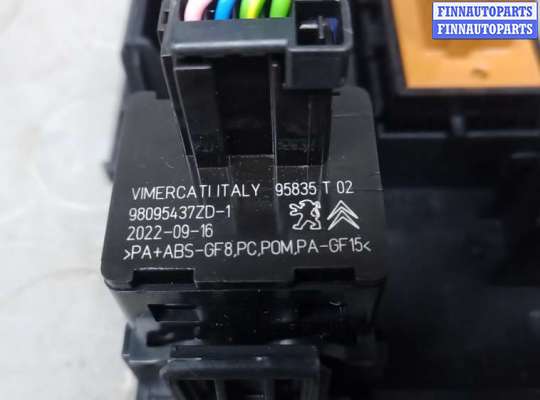 FINNAUTOPARTS
FINNAUTOPARTS
VIMERCATI ITALY 95835 T 02
98095437ZD-1
2022-09-16
>PA+ABS-GF8,PC,POM,PA-GF15<